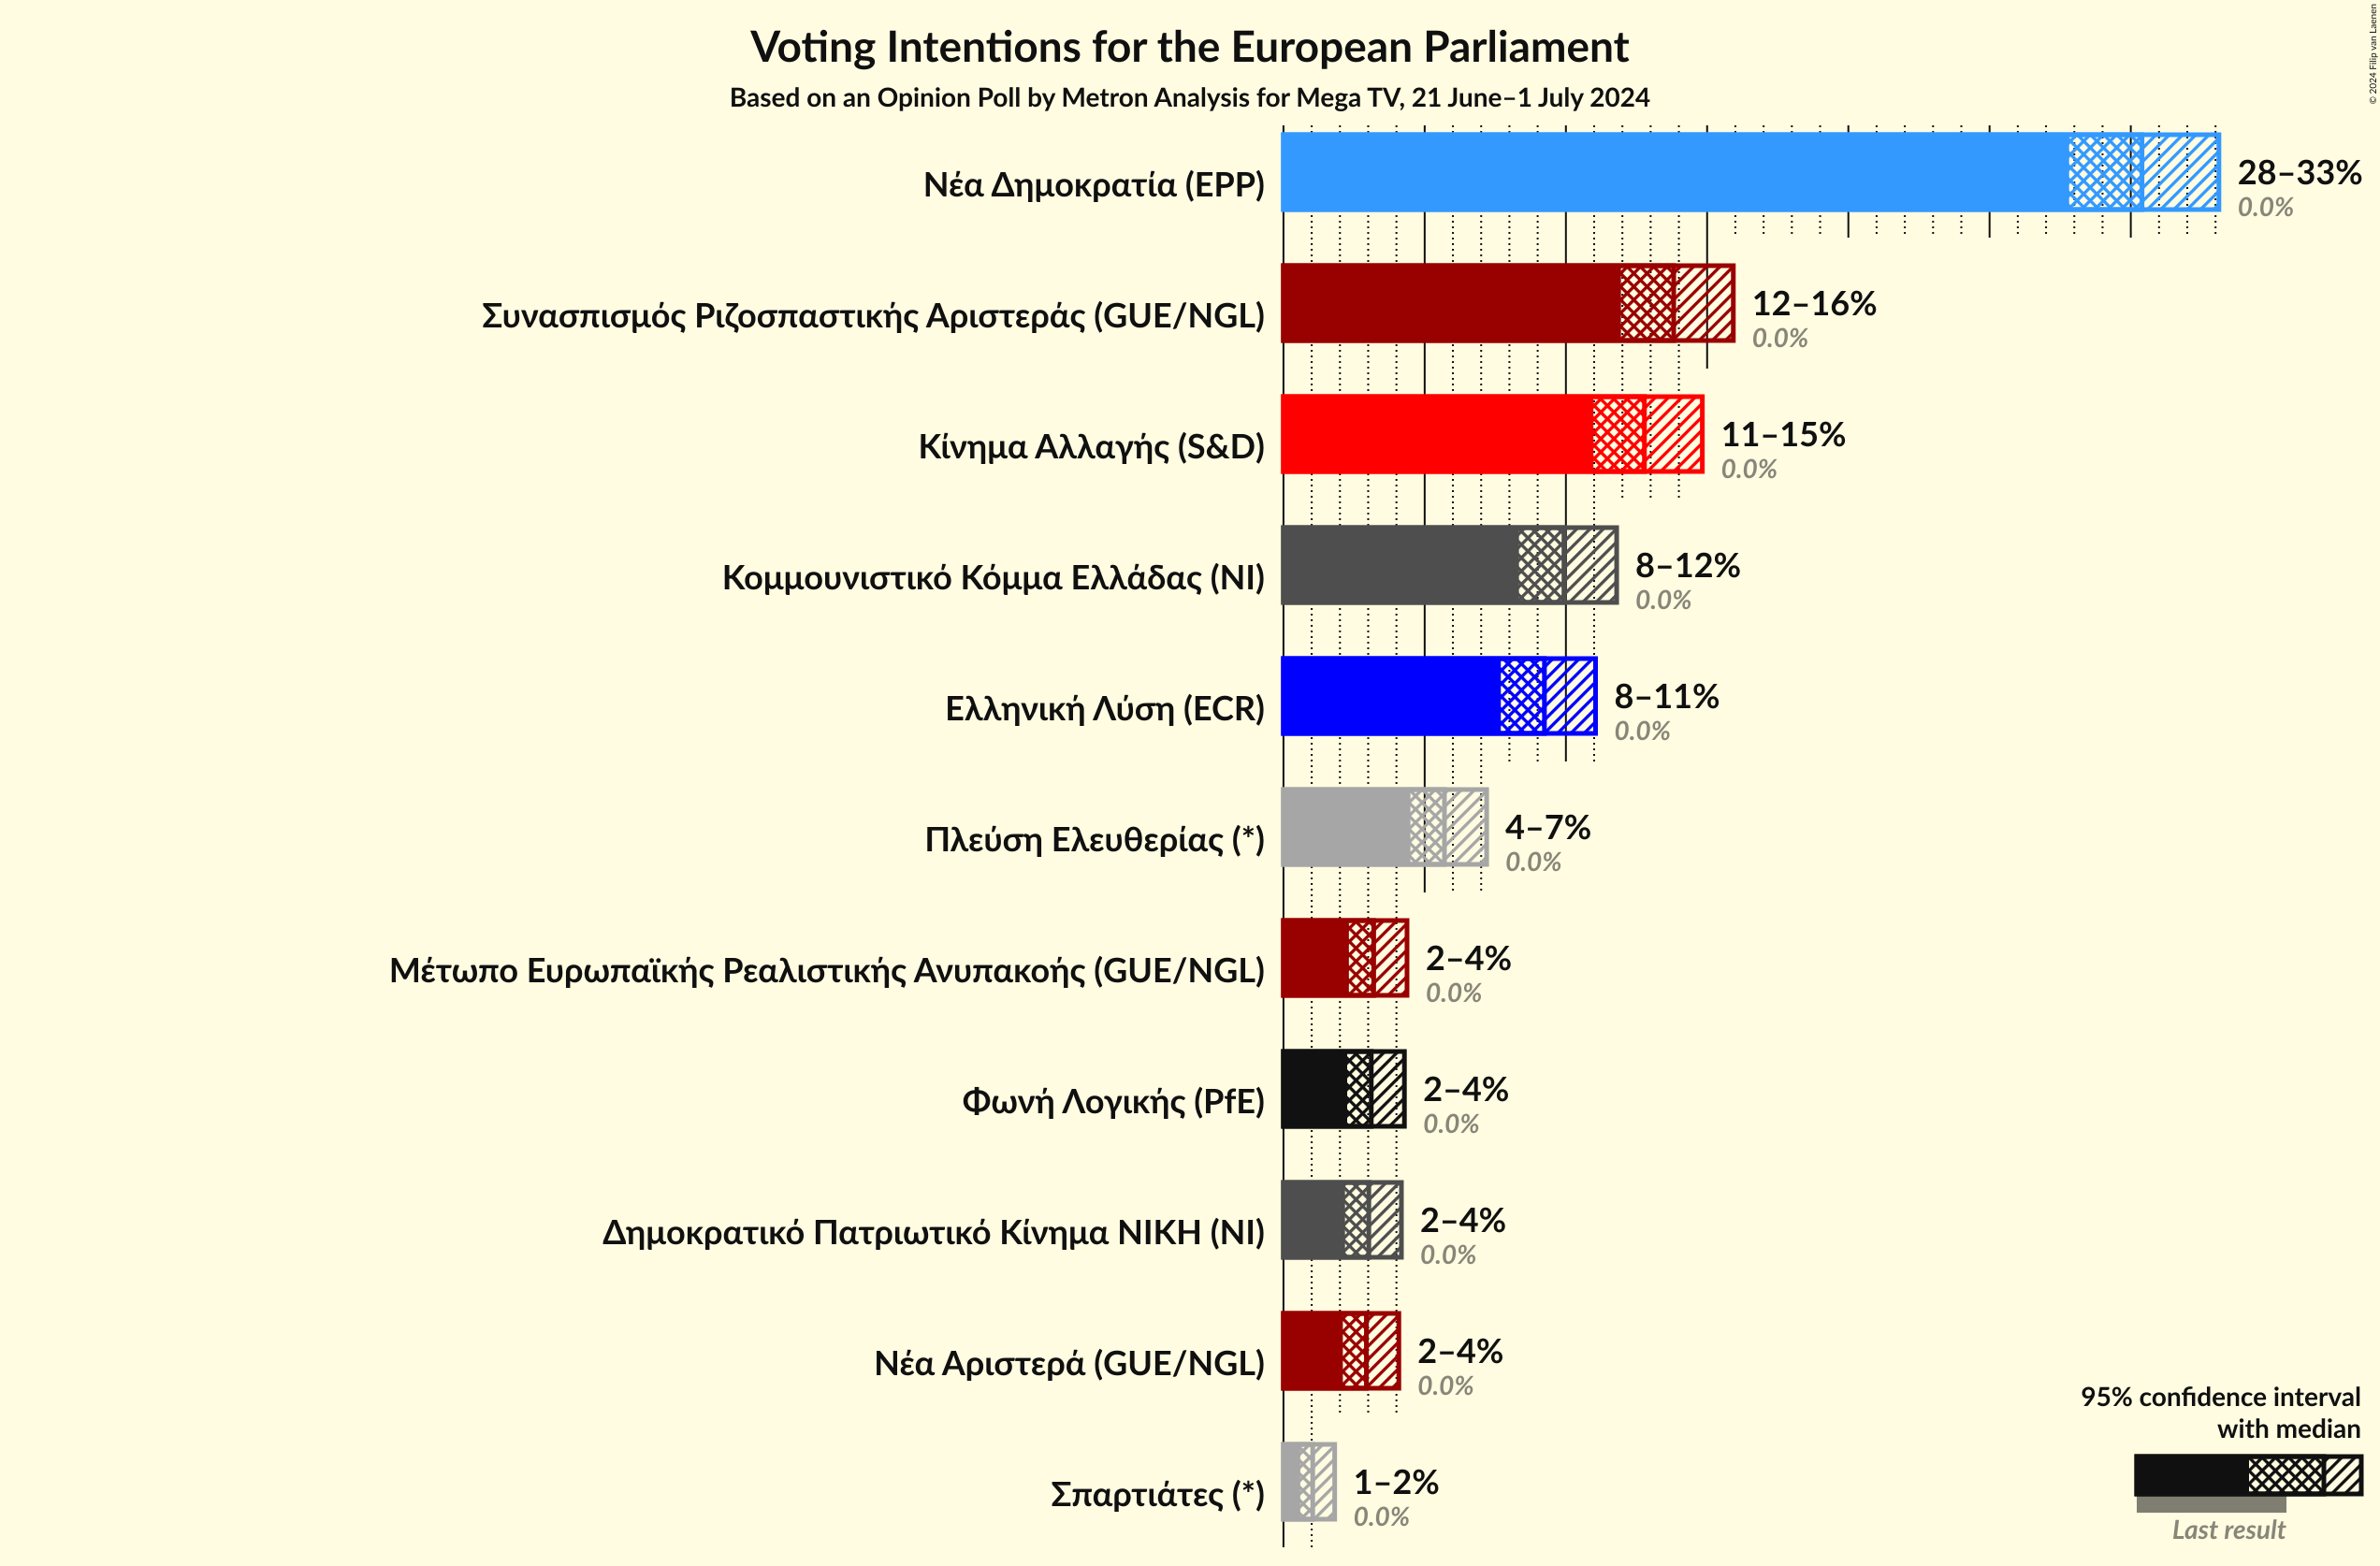 © 2024 Filip van Laenen
Voting Intentions for the European Parliament
Based on an Opinion Poll by Metron Analysis for Mega TV, 21 June–1 July 2024
Νέα Δημοκρατία (EPP)
28–33%
0.0%
Συνασπισμός Ριζοσπαστικής Αριστεράς (GUE/NGL)
12–16%
0.0%
Κίνημα Αλλαγής (S&D)
11–15%
0.0%
Κομμουνιστικό Κόμμα Ελλάδας (NI)
8–12%
0.0%
Ελληνική Λύση (ECR)
8–11%
0.0%
Πλεύση Ελευθερίας (*)
4–7%
0.0%
Μέτωπο Ευρωπαϊκής Ρεαλιστικής Ανυπακοής (GUE/NGL)
2–4%
0.0%
Φωνή Λογικής (PfE)
2–4%
0.0%
Δημοκρατικό Πατριωτικό Κίνημα ΝΙΚΗ (NI)
2–4%
0.0%
Νέα Αριστερά (GUE/NGL)
2–4%
0.0%
Σπαρτιάτες (*)
1–2%
0.0%
95% confidence interval
with median
Last result